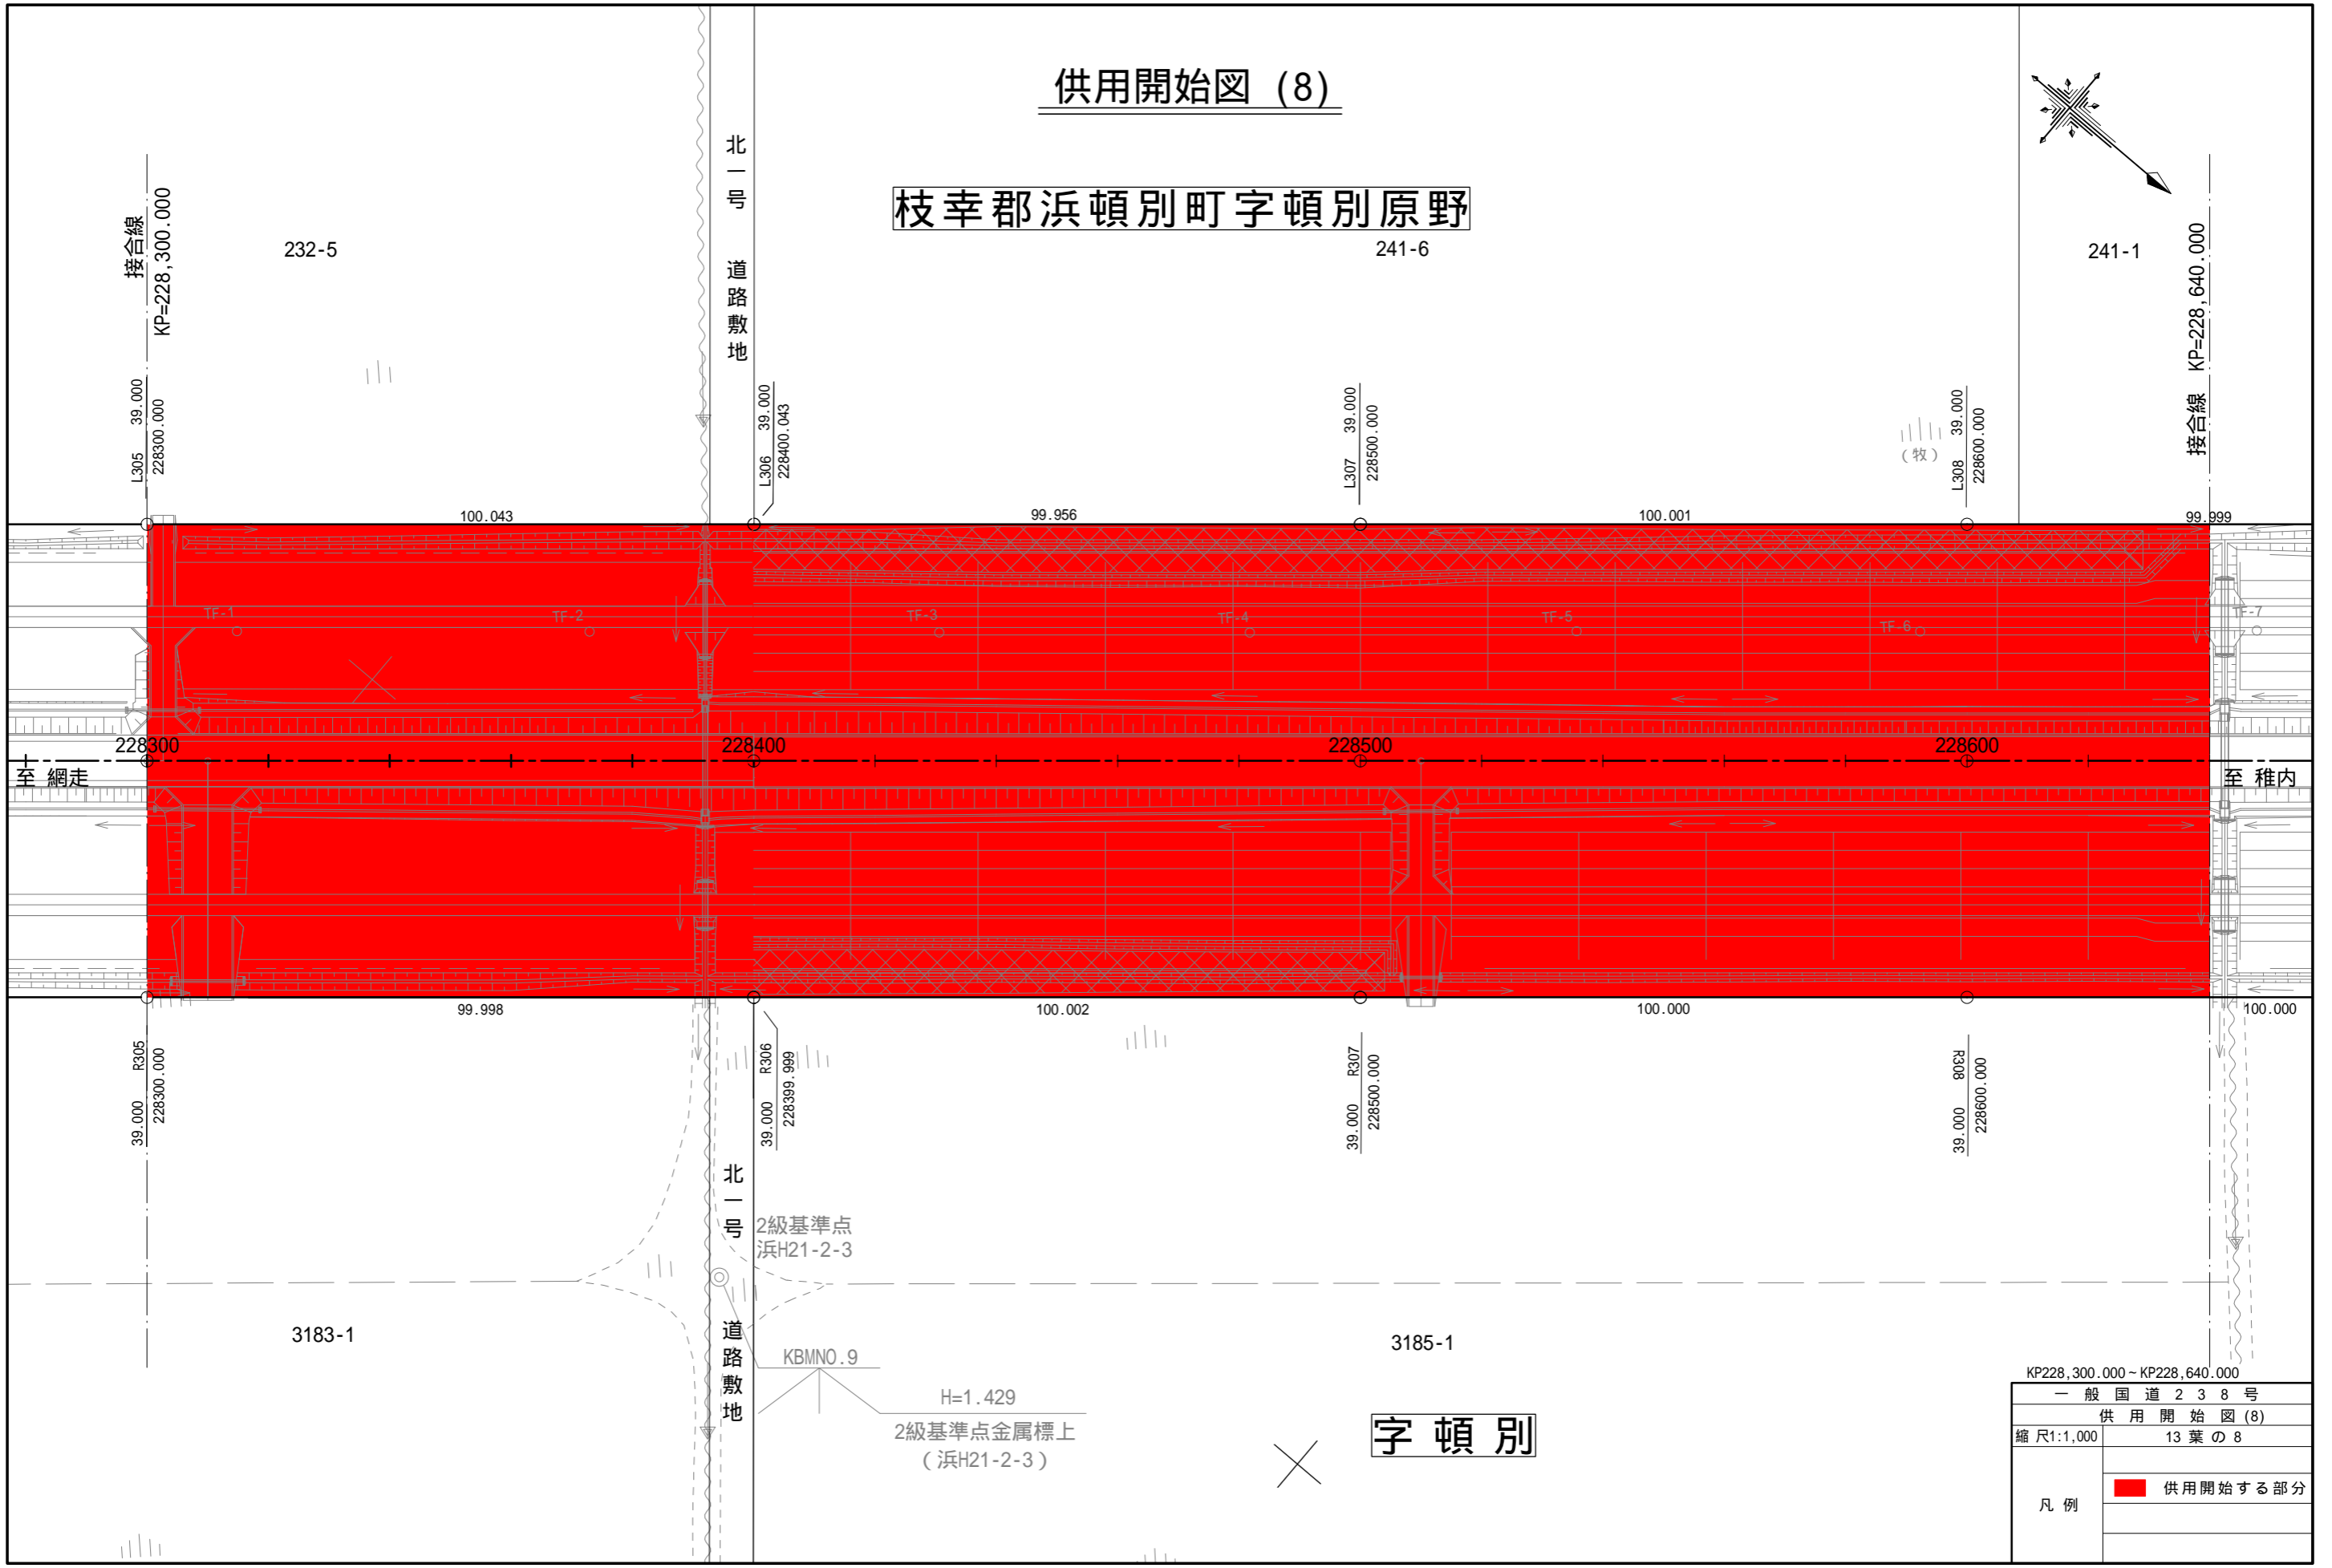 供用開始図 (8)
枝幸郡浜頓別町字頓別原野
北一号 道路敷地
接合線
KP=228,300.000
232-5
241-6
241-1
接合線 KP=228,640.000
L305 39.000
228300.000
L306 39.000
228400.043
L307 39.000
228500.000
L308 39.000
228600.000
(牧)
100.043
99.956
100.001
99.999
TF-1
TF-2
TF-3
TF-4
TF-5
TF-6
TF-7
228300
228400
228500
228600
至 網走
至 稚内
99.998
100.002
100.000
100.000
39.000 R305
228300.000
39.000 R306
228399.999
39.000 R307
228500.000
39.000 R308
228600.000
北一号 道路敷地
2級基準点
浜H21-2-3
3183-1
3185-1
KBMNO.9
H=1.429
2級基準点金属標上
(浜H21-2-3)
字頓別
KP228,300.000~KP228,640.000
一般国道238号
供用開始図(8)
縮尺1:1,000
13葉の8
凡例
供用開始する部分